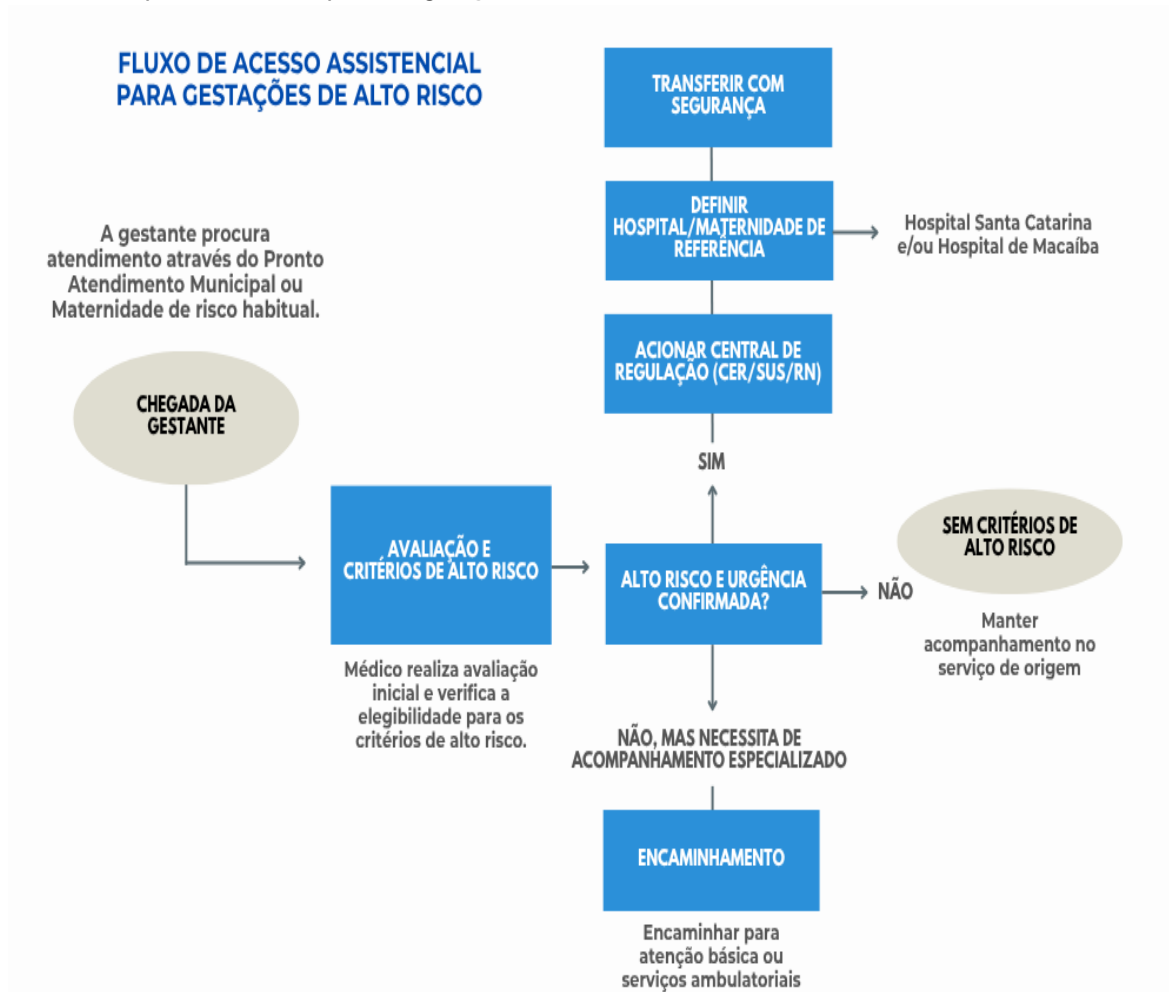 FLUXO DE ACESSO ASSISTENCIAL
PARA GESTAÇÕES DE ALTO RISCO
A gestante procura
atendimento através do Pronto
Atendimento Municipal ou
Maternidade de risco habitual.
CHEGADA DA
GESTANTE
AVALIAÇÃO E
CRITÉRIOS DE ALTO RISCO
Médico realiza avaliação
inicial e verifica a
elegibilidade para os
critérios de alto risco.
ALTO RISCO E URGÊNCIA
CONFIRMADA?
SIM
ACIONAR CENTRAL DE
REGULAÇÃO (CER/SUS/RN)
DEFINIR
HOSPITAL/MATERNIDADE DE
REFERÊNCIA
Hospital Santa Catarina
e/ou Hospital de Macaíba
TRANSFERIR COM
SEGURANÇA
NÃO
SEM CRITÉRIOS DE
ALTO RISCO
Manter
acompanhamento no
serviço de origem
NÃO, MAS NECESSITA DE
ACOMPANHAMENTO ESPECIALIZADO
ENCAMINHAMENTO
Encaminhar para
atenção básica ou
serviços ambulatoriais